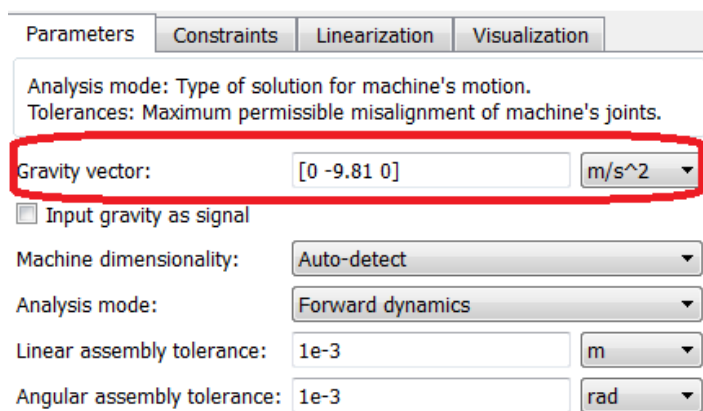 Parameters Constraints Linearization Visualization
Analysis mode: Type of solution for machine's motion.
Tolerances: Maximum permissible misalignment of machine's joints.
Gravity vector: [0 -9.81 0] m/s^2
Input gravity as signal
Machine dimensionality: Auto-detect
Analysis mode: Forward dynamics
Linear assembly tolerance: 1e-3 m
Angular assembly tolerance: 1e-3 rad